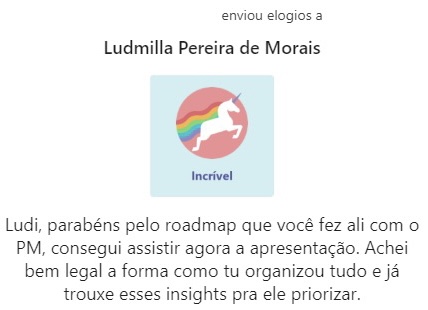 enviou elogios a
Ludmilla Pereira de Morais
Incrível
Ludi, parabéns pelo roadmap que você fez ali com o
PM, consegui assistir agora a apresentação. Achei
bem legal a forma como tu organizou tudo e já
trouxe esses insights pra ele priorizar.